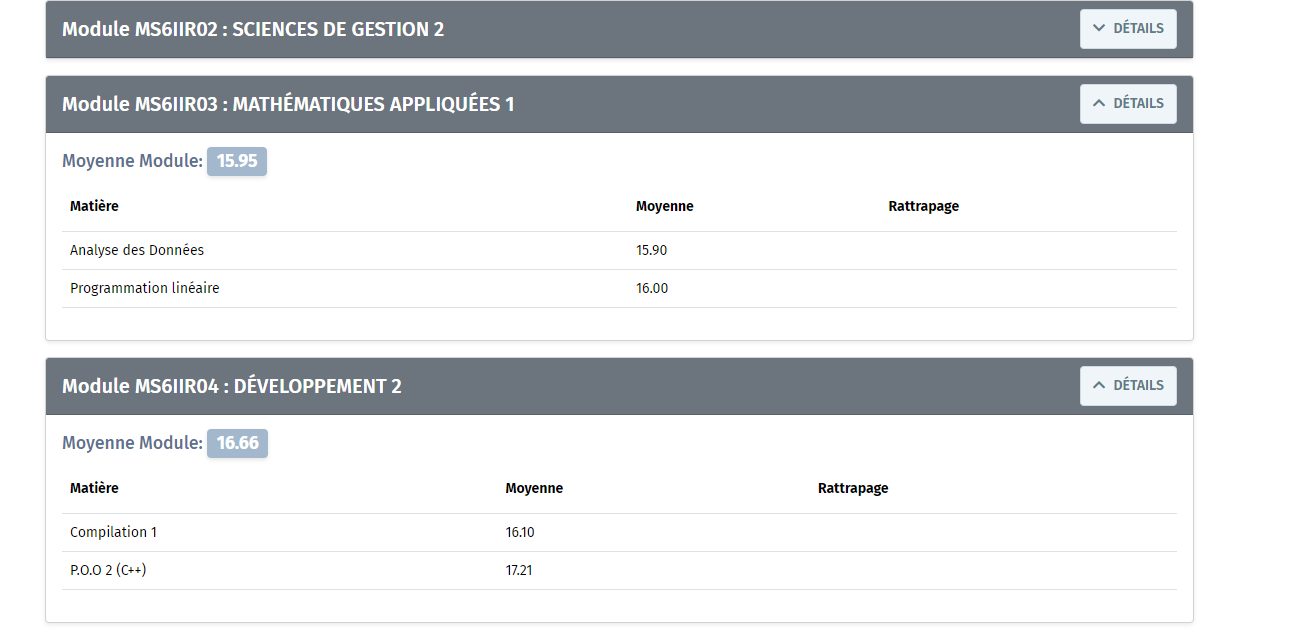 Module MS6IIR02 : SCIENCES DE GESTION 2 DÉTAILS
Module MS6IIR03 : MATHÉMATIQUES APPLIQUÉES 1 DÉTAILS
Moyenne Module: 15.95
Matière Moyenne Rattrapage
Analyse des Données 15.90
Programmation linéaire 16.00
Module MS6IIR04 : DÉVELOPPEMENT 2 DÉTAILS
Moyenne Module: 16.66
Matière Moyenne Rattrapage
Compilation 1 16.10
P.O.O 2 (C++) 17.21